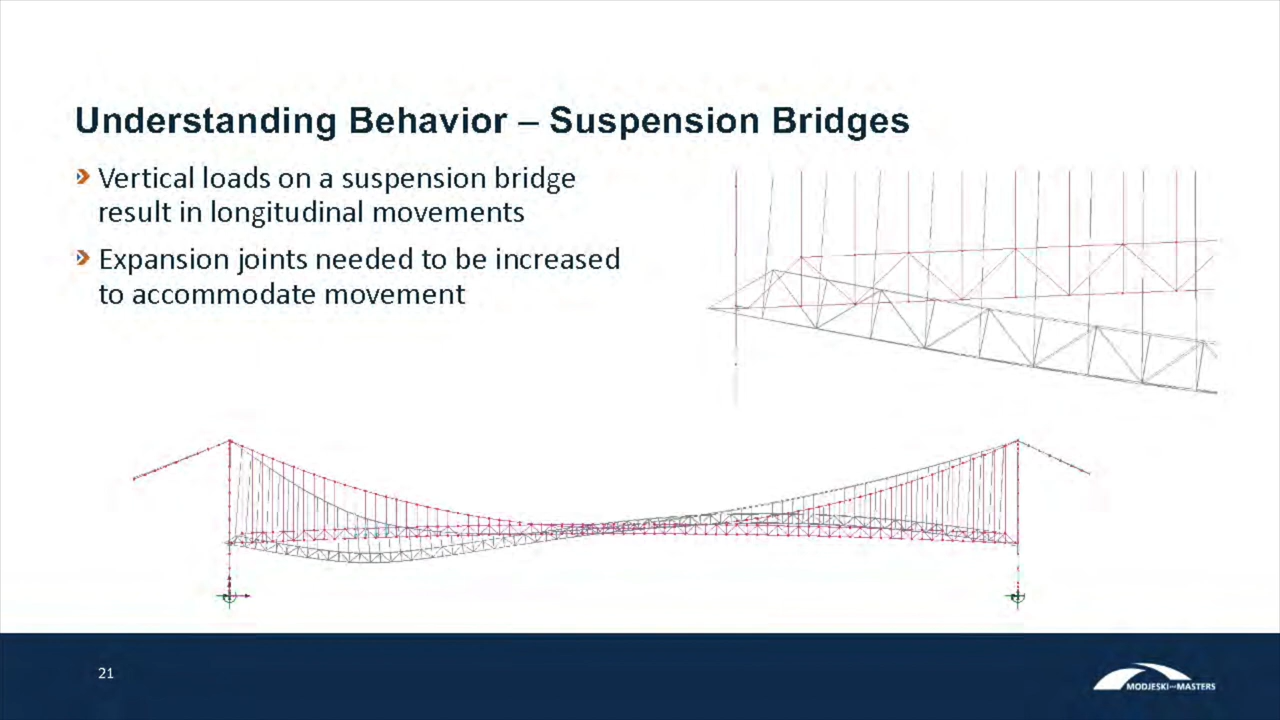 Understanding Behavior – Suspension Bridges
Vertical loads on a suspension bridge
result in longitudinal movements
Expansion joints needed to be increased
to accommodate movement
21
MODJESKI and MASTERS